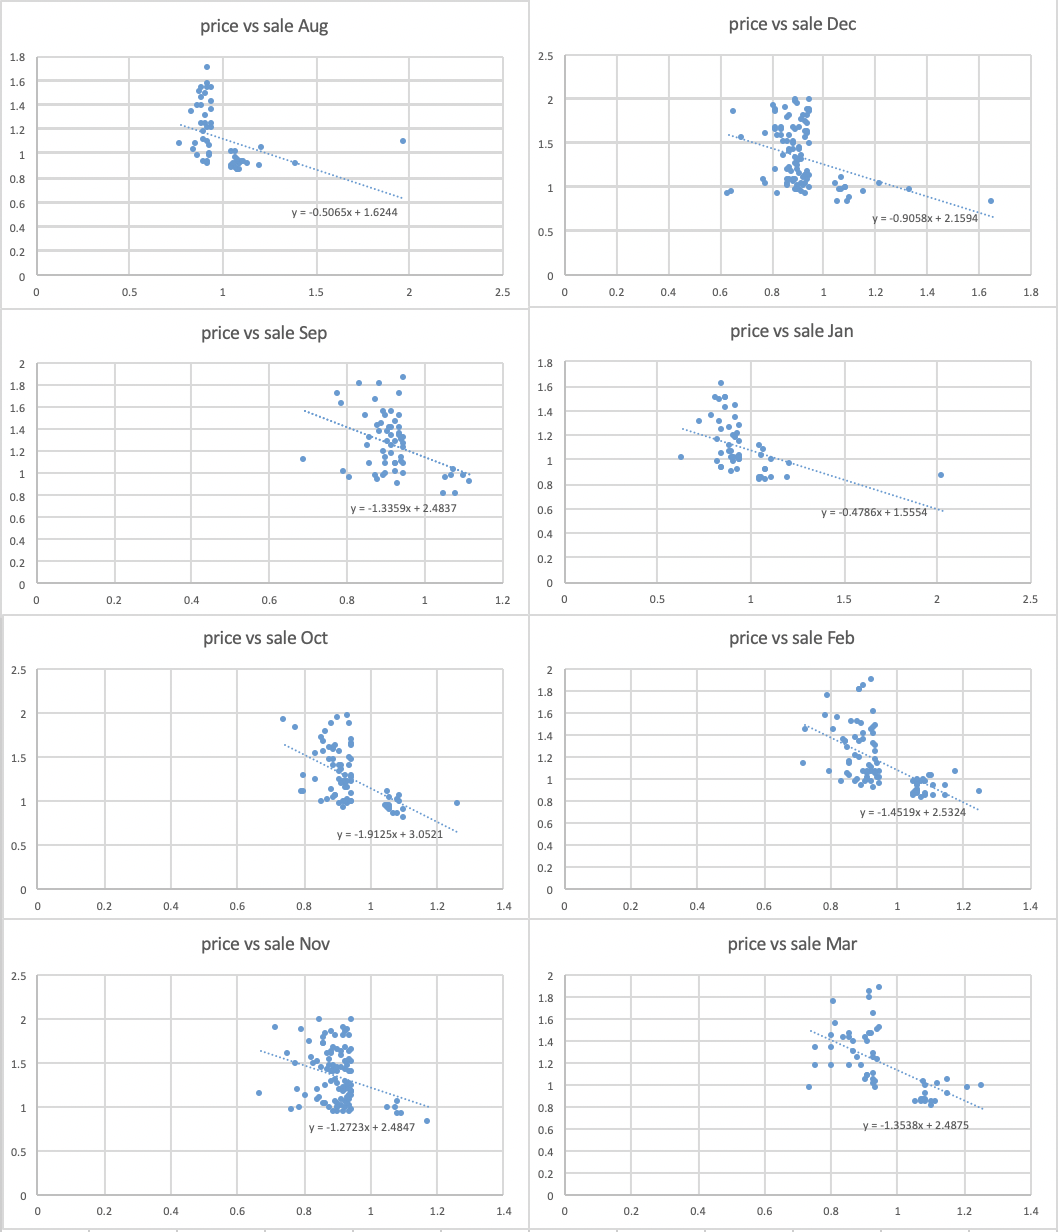 price vs sale Aug
1.8
1.6
1.4
1.2
1
0.8
0.6
0.4
0.2
0
y = -0.5065x + 1.6244
0 0.5 1 1.5 2 2.5
price vs sale Dec
2.5
2
1.5
1
0.5
0
y = -0.9058x + 2.1594
0 0.2 0.4 0.6 0.8 1 1.2 1.4 1.6 1.8
price vs sale Sep
2
1.8
1.6
1.4
1.2
1
0.8
0.6
0.4
0.2
0
y = -1.3359x + 2.4837
0 0.2 0.4 0.6 0.8 1 1.2
price vs sale Jan
1.8
1.6
1.4
1.2
1
0.8
0.6
0.4
0.2
0
y = -0.4786x + 1.5554
0.5 1 1.5 2 2.5
price vs sale Oct
2.5
2
1.5
1
0.5
0
y = -1.9125x + 3.0521
0 0.2 0.4 0.6 0.8 1 1.2 1.4
price vs sale Feb
2
1.8
1.6
1.4
1.2
1
0.8
0.6
0.4
0.2
0
y = -1.4519x + 2.5324
0 0.2 0.4 0.6 0.8 1 1.2 1.4
price vs sale Nov
2.5
2
1.5
1
0.5
0
y = -1.2723x + 2.4847
0 0.2 0.4 0.6 0.8 1 1.2 1.4
price vs sale Mar
2
1.8
1.6
1.4
1.2
1
0.8
0.6
0.4
0.2
0
y = -1.3538x + 2.4875
0 0.2 0.4 0.6 0.8 1 1.2 1.4